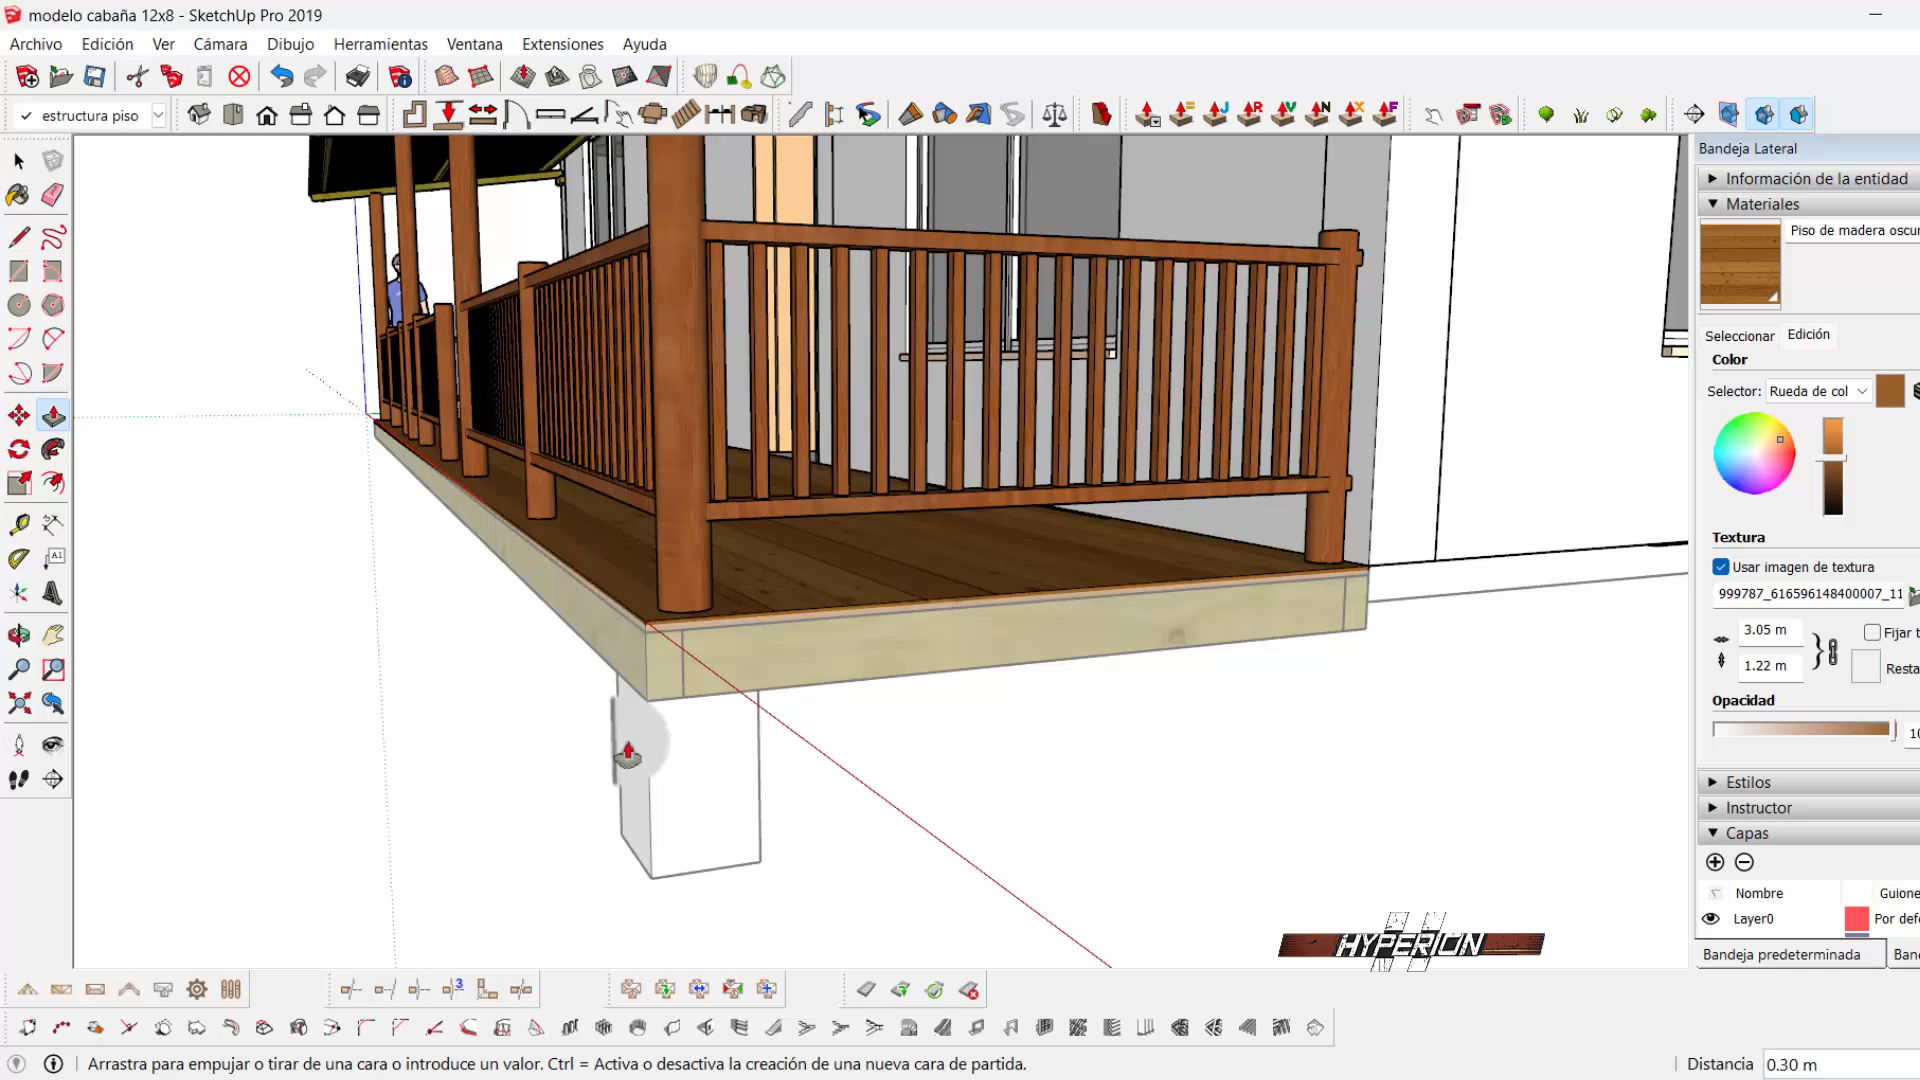 modelo cabaña 12x8 - SketchUp Pro 2019
Archivo Edición Ver Cámara Dibujo Herramientas Ventana Extensiones Ayuda
✓ estructura piso
J R V N X F
A1
Bandeja Lateral
Información de la entidad
Materiales
Piso de madera oscur
Seleccionar Edición
Color
Selector: Rueda de col
Textura
Usar imagen de textura
999787_616596148400007_11
3.05 m
Fijar t
1.22 m
Resta
Opacidad
10
Estilos
Instructor
Capas
Nombre Guione
Layer0 Por defe
HYPERION
Bandeja predeterminada Ban
3
Arrastra para empujar o tirar de una cara o introduce un valor. Ctrl = Activa o desactiva la creación de una nueva cara de partida.
Distancia 0.30 m